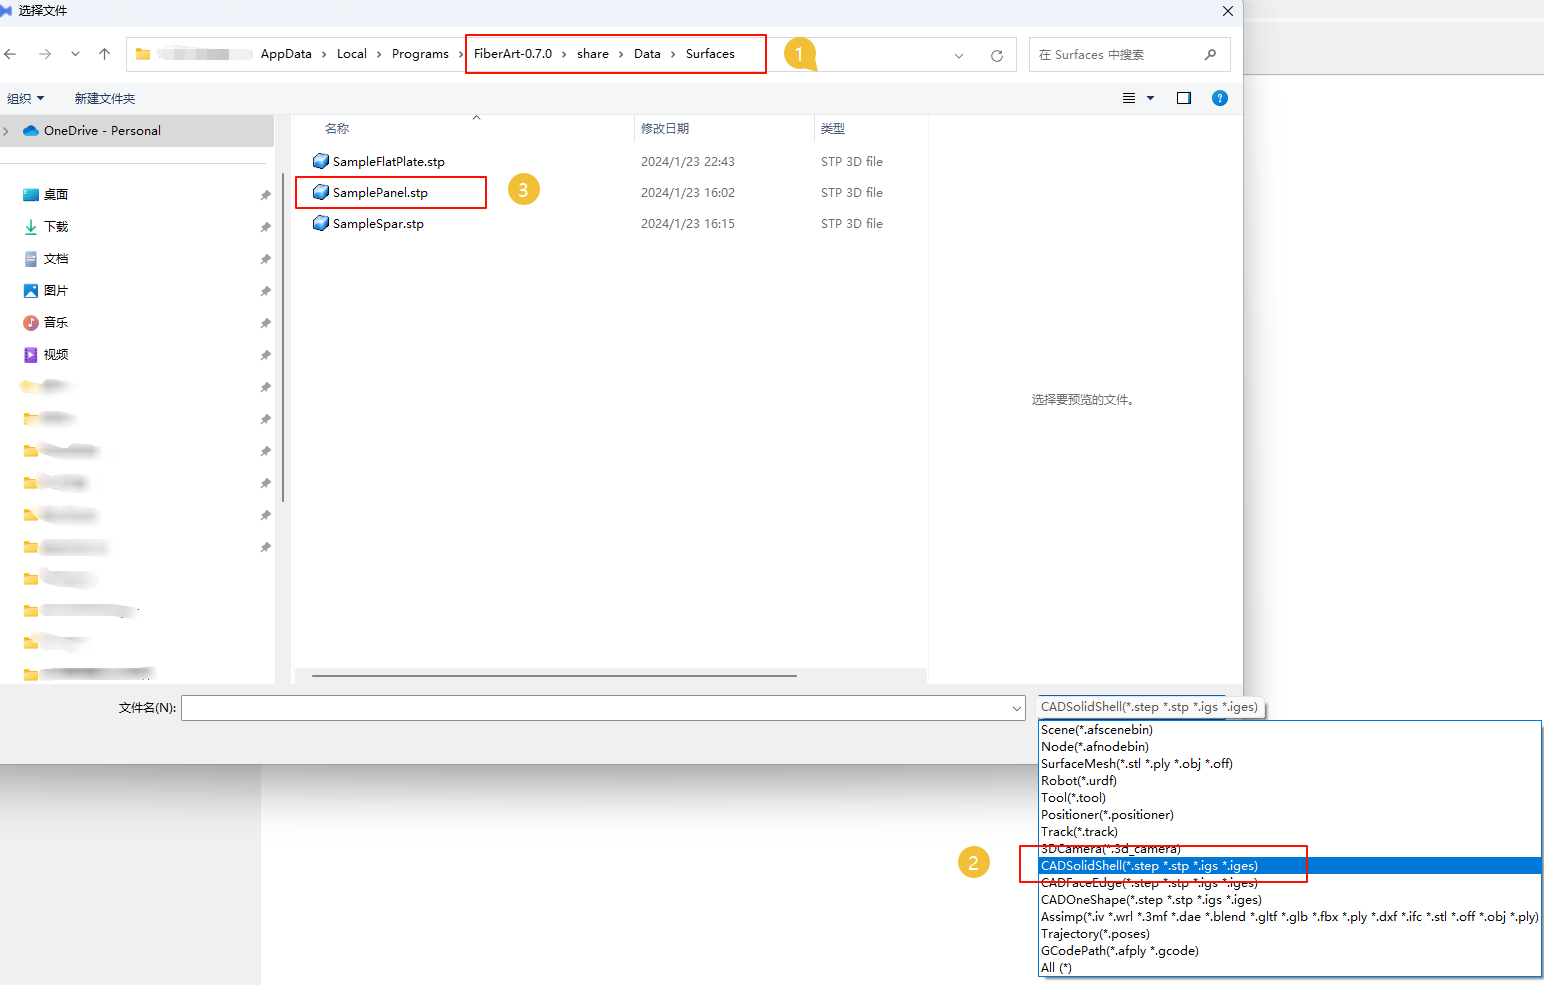 选择文件
AppData › Local › Programs › FiberArt-0.7.0 › share › Data › Surfaces
1
在 Surfaces 中搜索
组织
新建文件夹
?
OneDrive - Personal
名称 修改日期 类型
SampleFlatPlate.stp 2024/1/23 22:43 STP 3D file
SamplePanel.stp 2024/1/23 16:02 STP 3D file
3
SampleSpar.stp 2024/1/23 16:15 STP 3D file
桌面
下载
文档
图片
音乐
视频
选择要预览的文件。
文件名(N):
CADSolidShell(*.step *.stp *.igs *.iges)
Scene(*.afscenebin)
Node(*.afnodebin)
SurfaceMesh(*.stl *.ply *.obj *.off)
Robot(*.urdf)
Tool(*.tool)
Positioner(*.positioner)
Track(*.track)
3DCamera(*.3d_camera)
2
CADSolidShell(*.step *.stp *.igs *.iges)
CADFaceEdge(*.step *.stp *.igs *.iges)
CADOneShape(*.step *.stp *.igs *.iges)
Assimp(*.iv *.wrl *.3mf *.dae *.blend *.gltf *.glb *.fbx *.ply *.dxf *.ifc *.stl *.off *.obj *.ply)
Trajectory(*.poses)
GCodePath(*.afply *.gcode)
All (*)